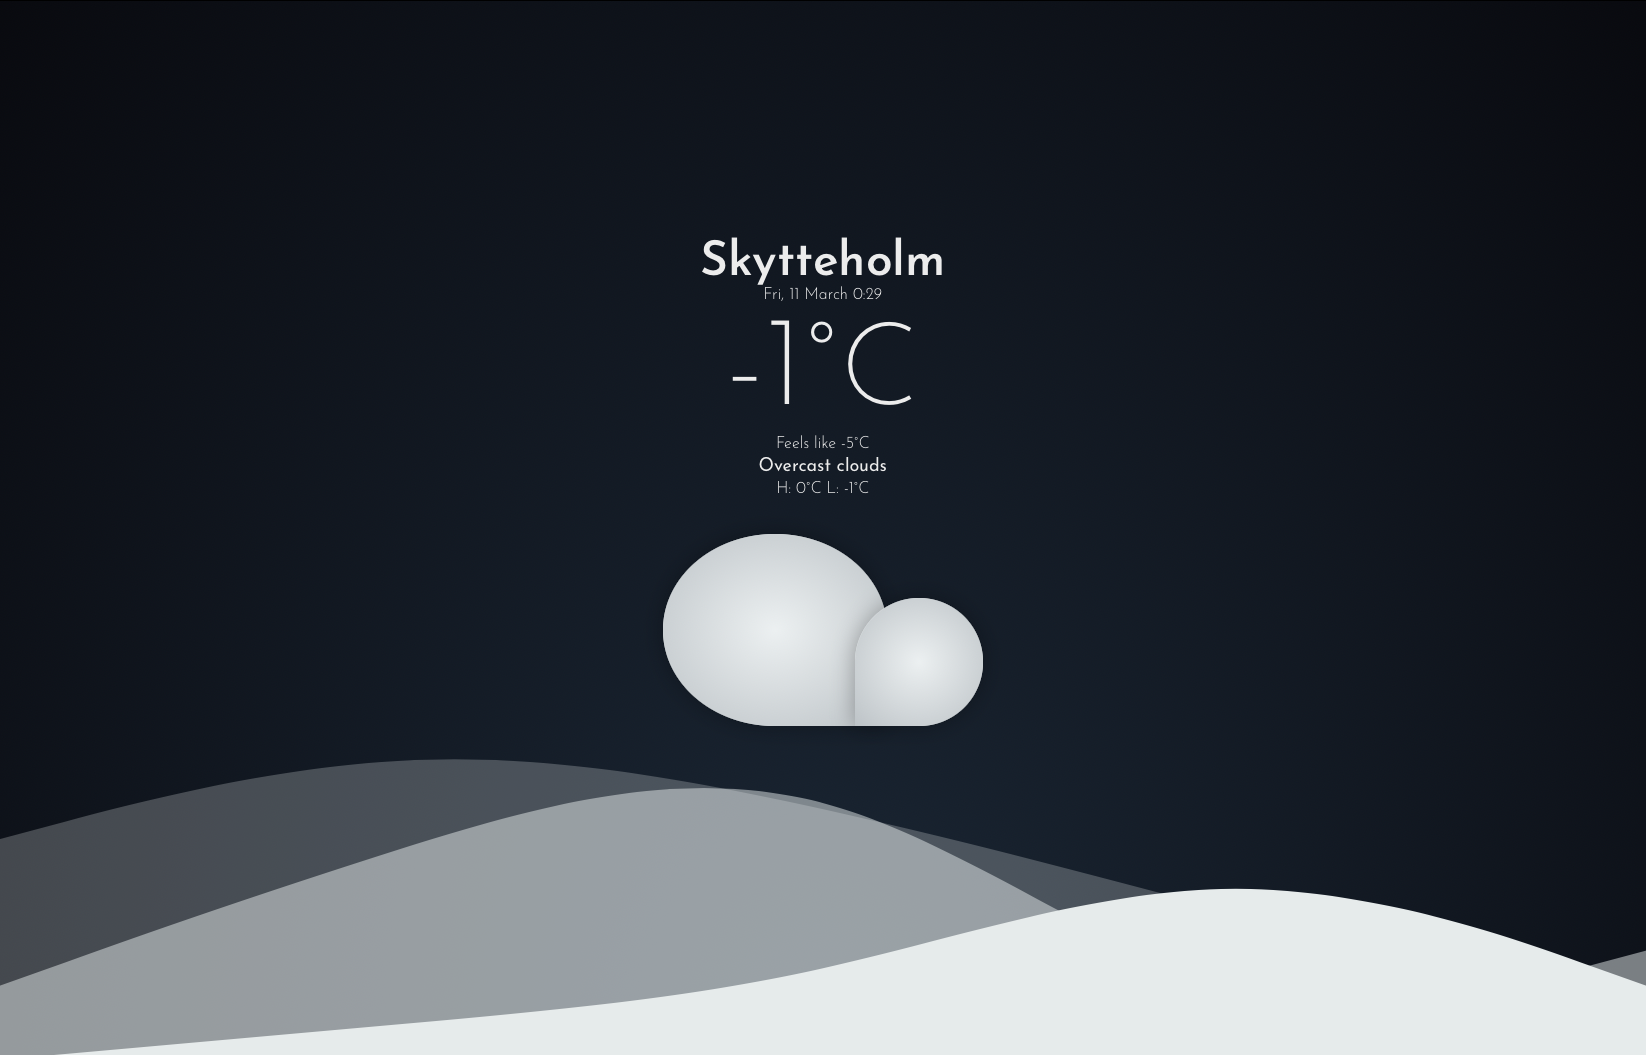 Skytteholm
Fri, 11 March 0:29
-1°C
Feels like -5°C
Overcast clouds
H: 0°C L: -1°C